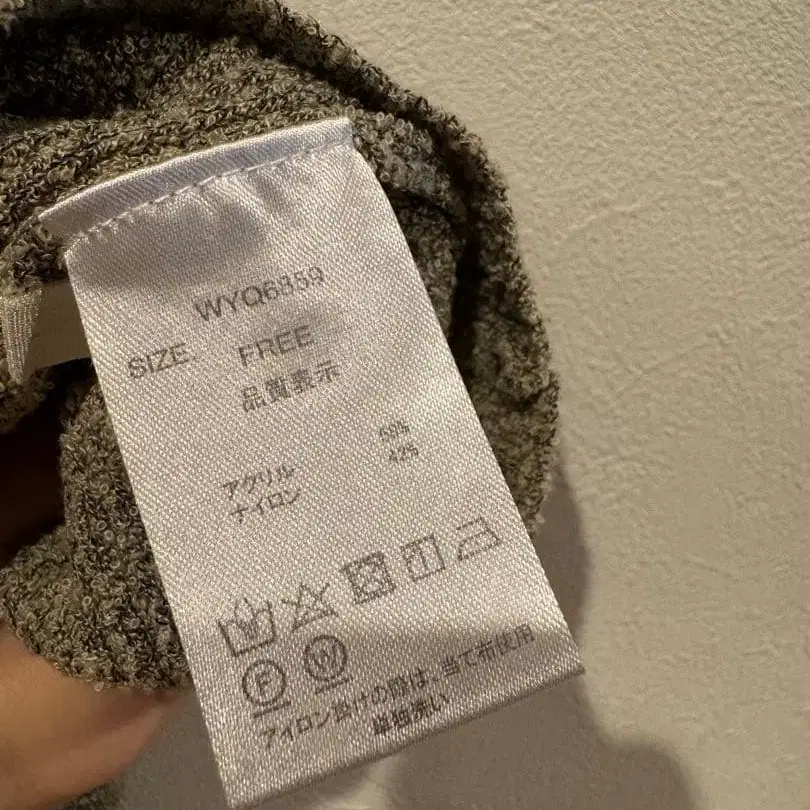 WYQ6859
SIZE FREE
品質表示
アクリル
ナイロン 42%
F W
アイロン掛けの際は、当て布使用
単独洗い